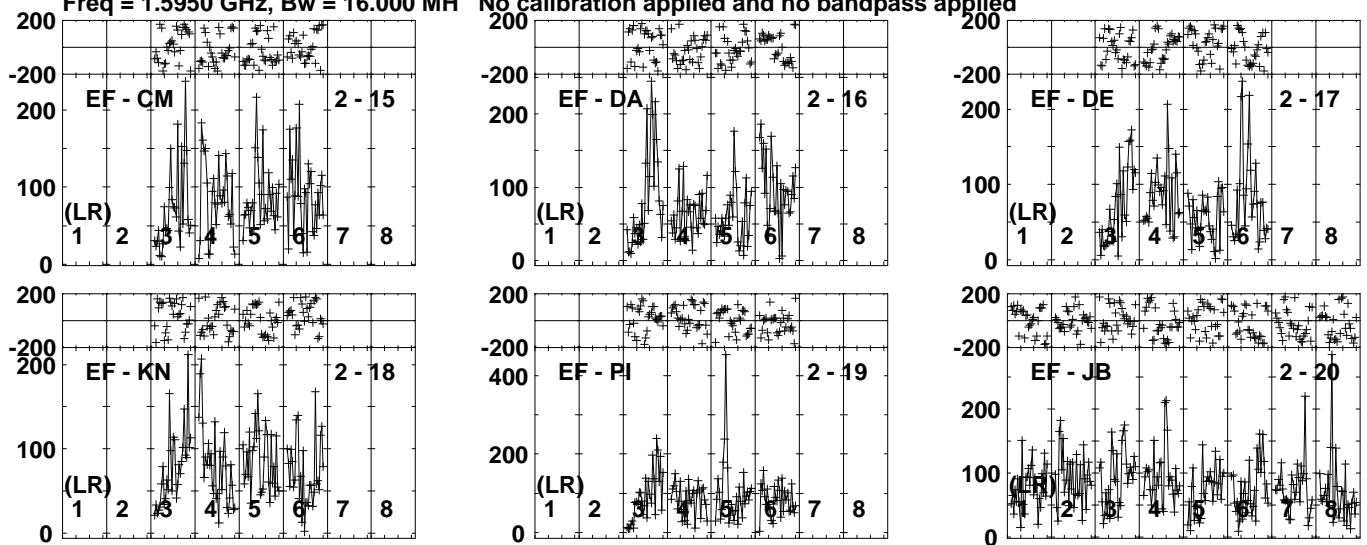 Freq = 1.5950 GHz, Bw = 16.000 MH No calibration applied and no bandpass applied
200
-200
EF - CM 2 - 15
200
100
(LR)
1 2 3 4 5 6 7 8
0
200
-200
EF - DA 2 - 16
200
100
(LR)
1 2 3 4 5 6 7 8
0
200
-200
EF - DE 2 - 17
200
100
(LR)
1 2 3 4 5 6 7 8
0
200
-200
EF - KN 2 - 18
200
100
(LR)
1 2 3 4 5 6 7 8
0
200
-200
EF - PI 2 - 19
400
200
(LR)
1 2 3 4 5 6 7 8
0
200
-200
EF - JB 2 - 20
200
100
(LR)
1 2 3 4 5 6 7 8
0